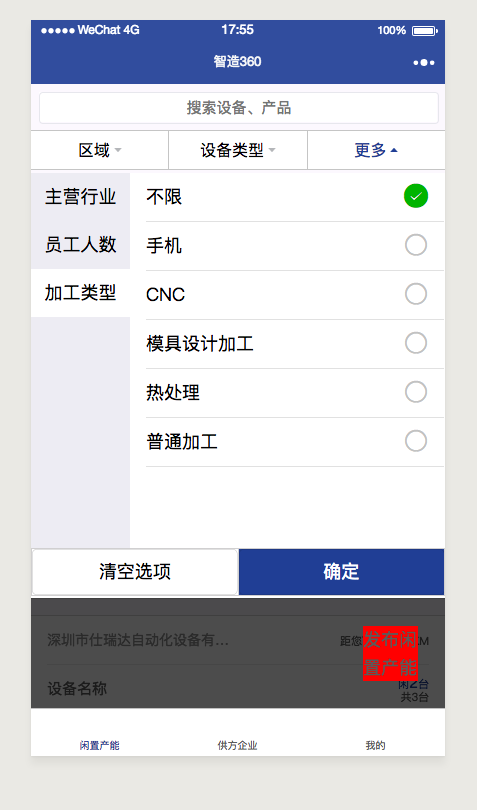 WeChat 4G 17:55 100%
智造360
搜索设备、产品
区域 设备类型 更多
主营行业 不限
员工人数 手机
加工类型 CNC
模具设计加工
热处理
普通加工
清空选项 确定
深圳市仕瑞达自动化设备有... 距您 M
发布闲
置产能
设备名称 闲2台
共3台
闲置产能 供方企业 我的